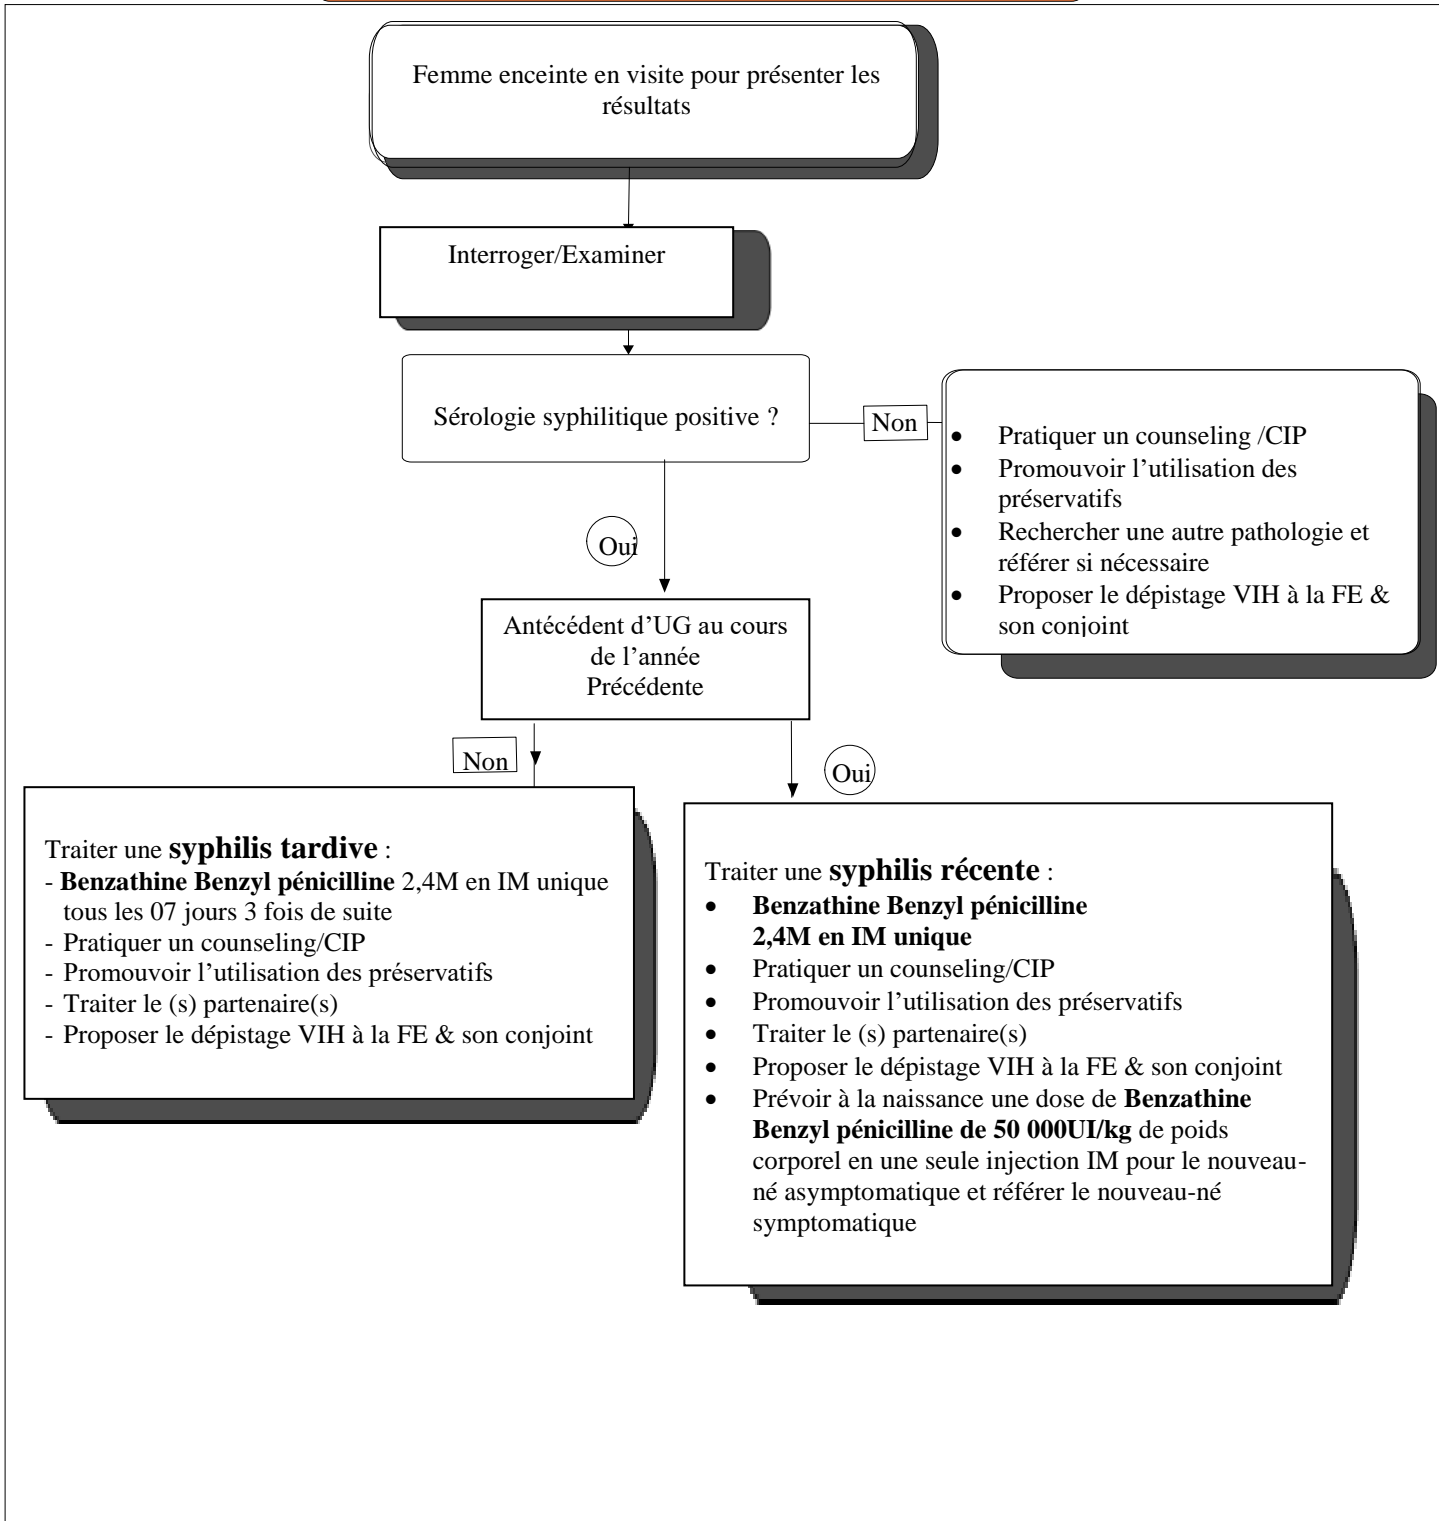 Femme enceinte en visite pour présenter les
résultats
Interroger/Examiner
Sérologie syphilitique positive ?
Non
• Pratiquer un counseling /CIP
• Promouvoir l’utilisation des
préservatifs
• Rechercher une autre pathologie et
référer si nécessaire
• Proposer le dépistage VIH à la FE &
son conjoint
Oui
Antécédent d’UG au cours
de l’année
Précédente
Non
Oui
Traiter une syphilis tardive :
- Benzathine Benzyl pénicilline 2,4M en IM unique
tous les 07 jours 3 fois de suite
- Pratiquer un counseling/CIP
- Promouvoir l’utilisation des préservatifs
- Traiter le (s) partenaire(s)
- Proposer le dépistage VIH à la FE & son conjoint
Traiter une syphilis récente :
• Benzathine Benzyl pénicilline
2,4M en IM unique
• Pratiquer un counseling/CIP
• Promouvoir l’utilisation des préservatifs
• Traiter le (s) partenaire(s)
• Proposer le dépistage VIH à la FE & son conjoint
• Prévoir à la naissance une dose de Benzathine
Benzyl pénicilline de 50 000UI/kg de poids
corporel en une seule injection IM pour le nouveau-
né asymptomatique et référer le nouveau-né
symptomatique